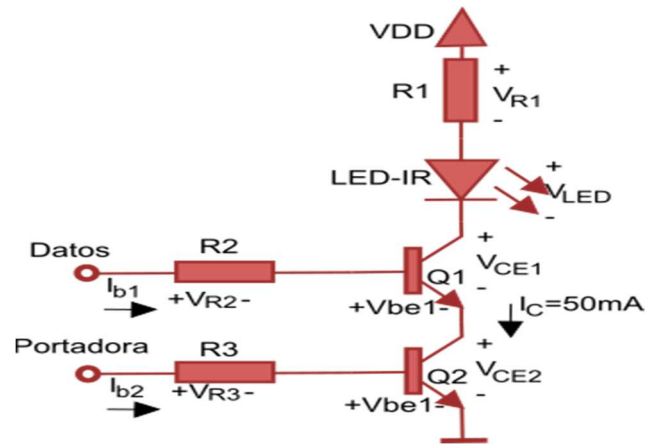 VDD
R1
+
VR1
-
LED-IR
+
VLED
-
Datos
R2
Ib1
+VR2-
Q1
+
VCE1
-
+Vbe1-
IC=50mA
Portadora
R3
Ib2
+VR3-
Q2
+
VCE2
-
+Vbe1-